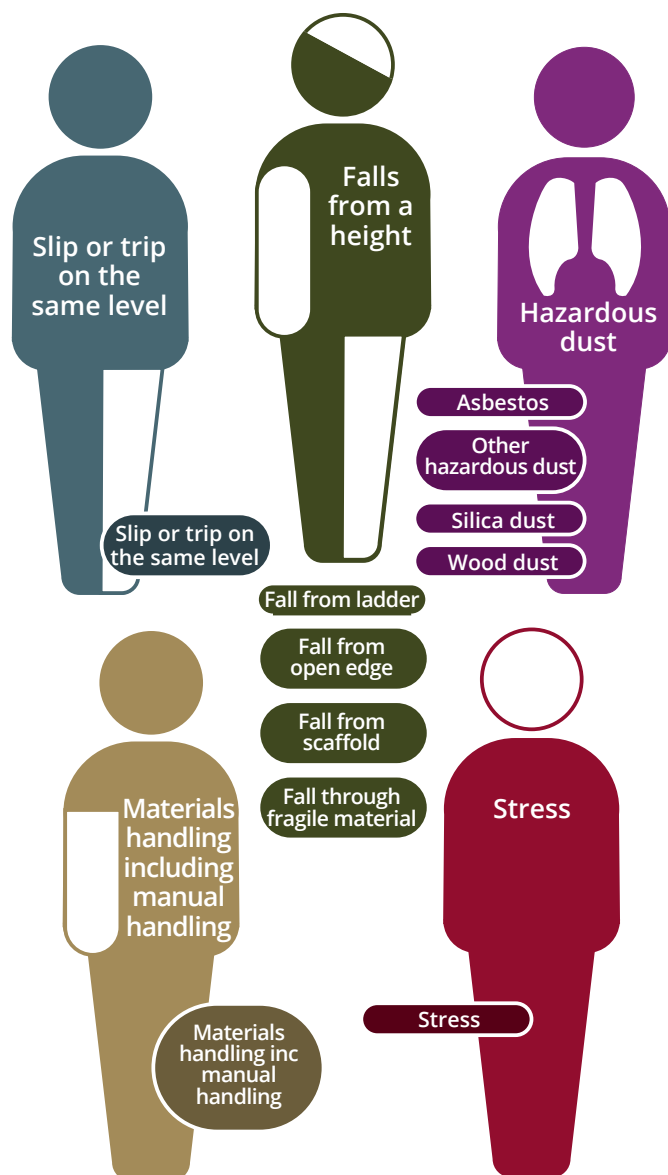 Slip or trip
on the
same level
Slip or trip on
the same level
Falls
from a
height
Fall from ladder
Fall from
open edge
Fall from
scaffold
Fall through
fragile material
Hazardous
dust
Asbestos
Other
hazardous dust
Silica dust
Wood dust
Materials
handling
including
manual
handling
Materials
handling inc
manual
handling
Stress
Stress